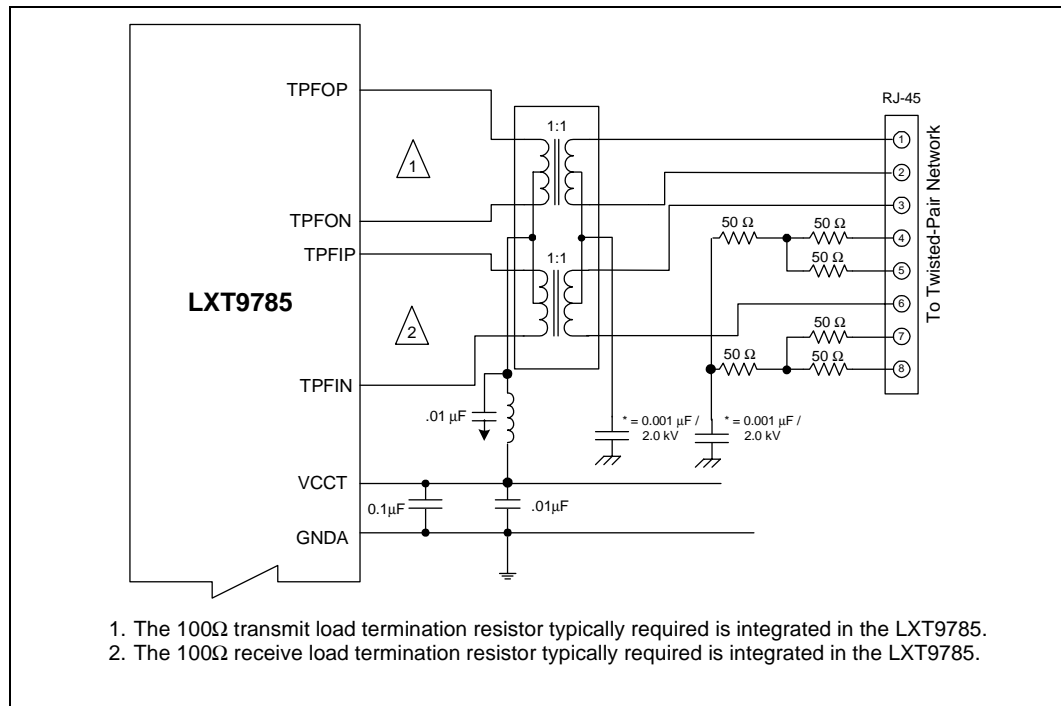 TPFOP
RJ-45
1:1
1
1
2
TPFON
3
50 Ω
50 Ω
4
TPFIP
1:1
50 Ω
5
LXT9785
2
6
50 Ω
7
50 Ω
50 Ω
8
To Twisted-Pair Network
TPFIN
.01 µF
* = 0.001 µF /
2.0 kV
* = 0.001 µF /
2.0 kV
VCCT
0.1µF
.01µF
GNDA
1. The 100Ω transmit load termination resistor typically required is integrated in the LXT9785.
2. The 100Ω receive load termination resistor typically required is integrated in the LXT9785.